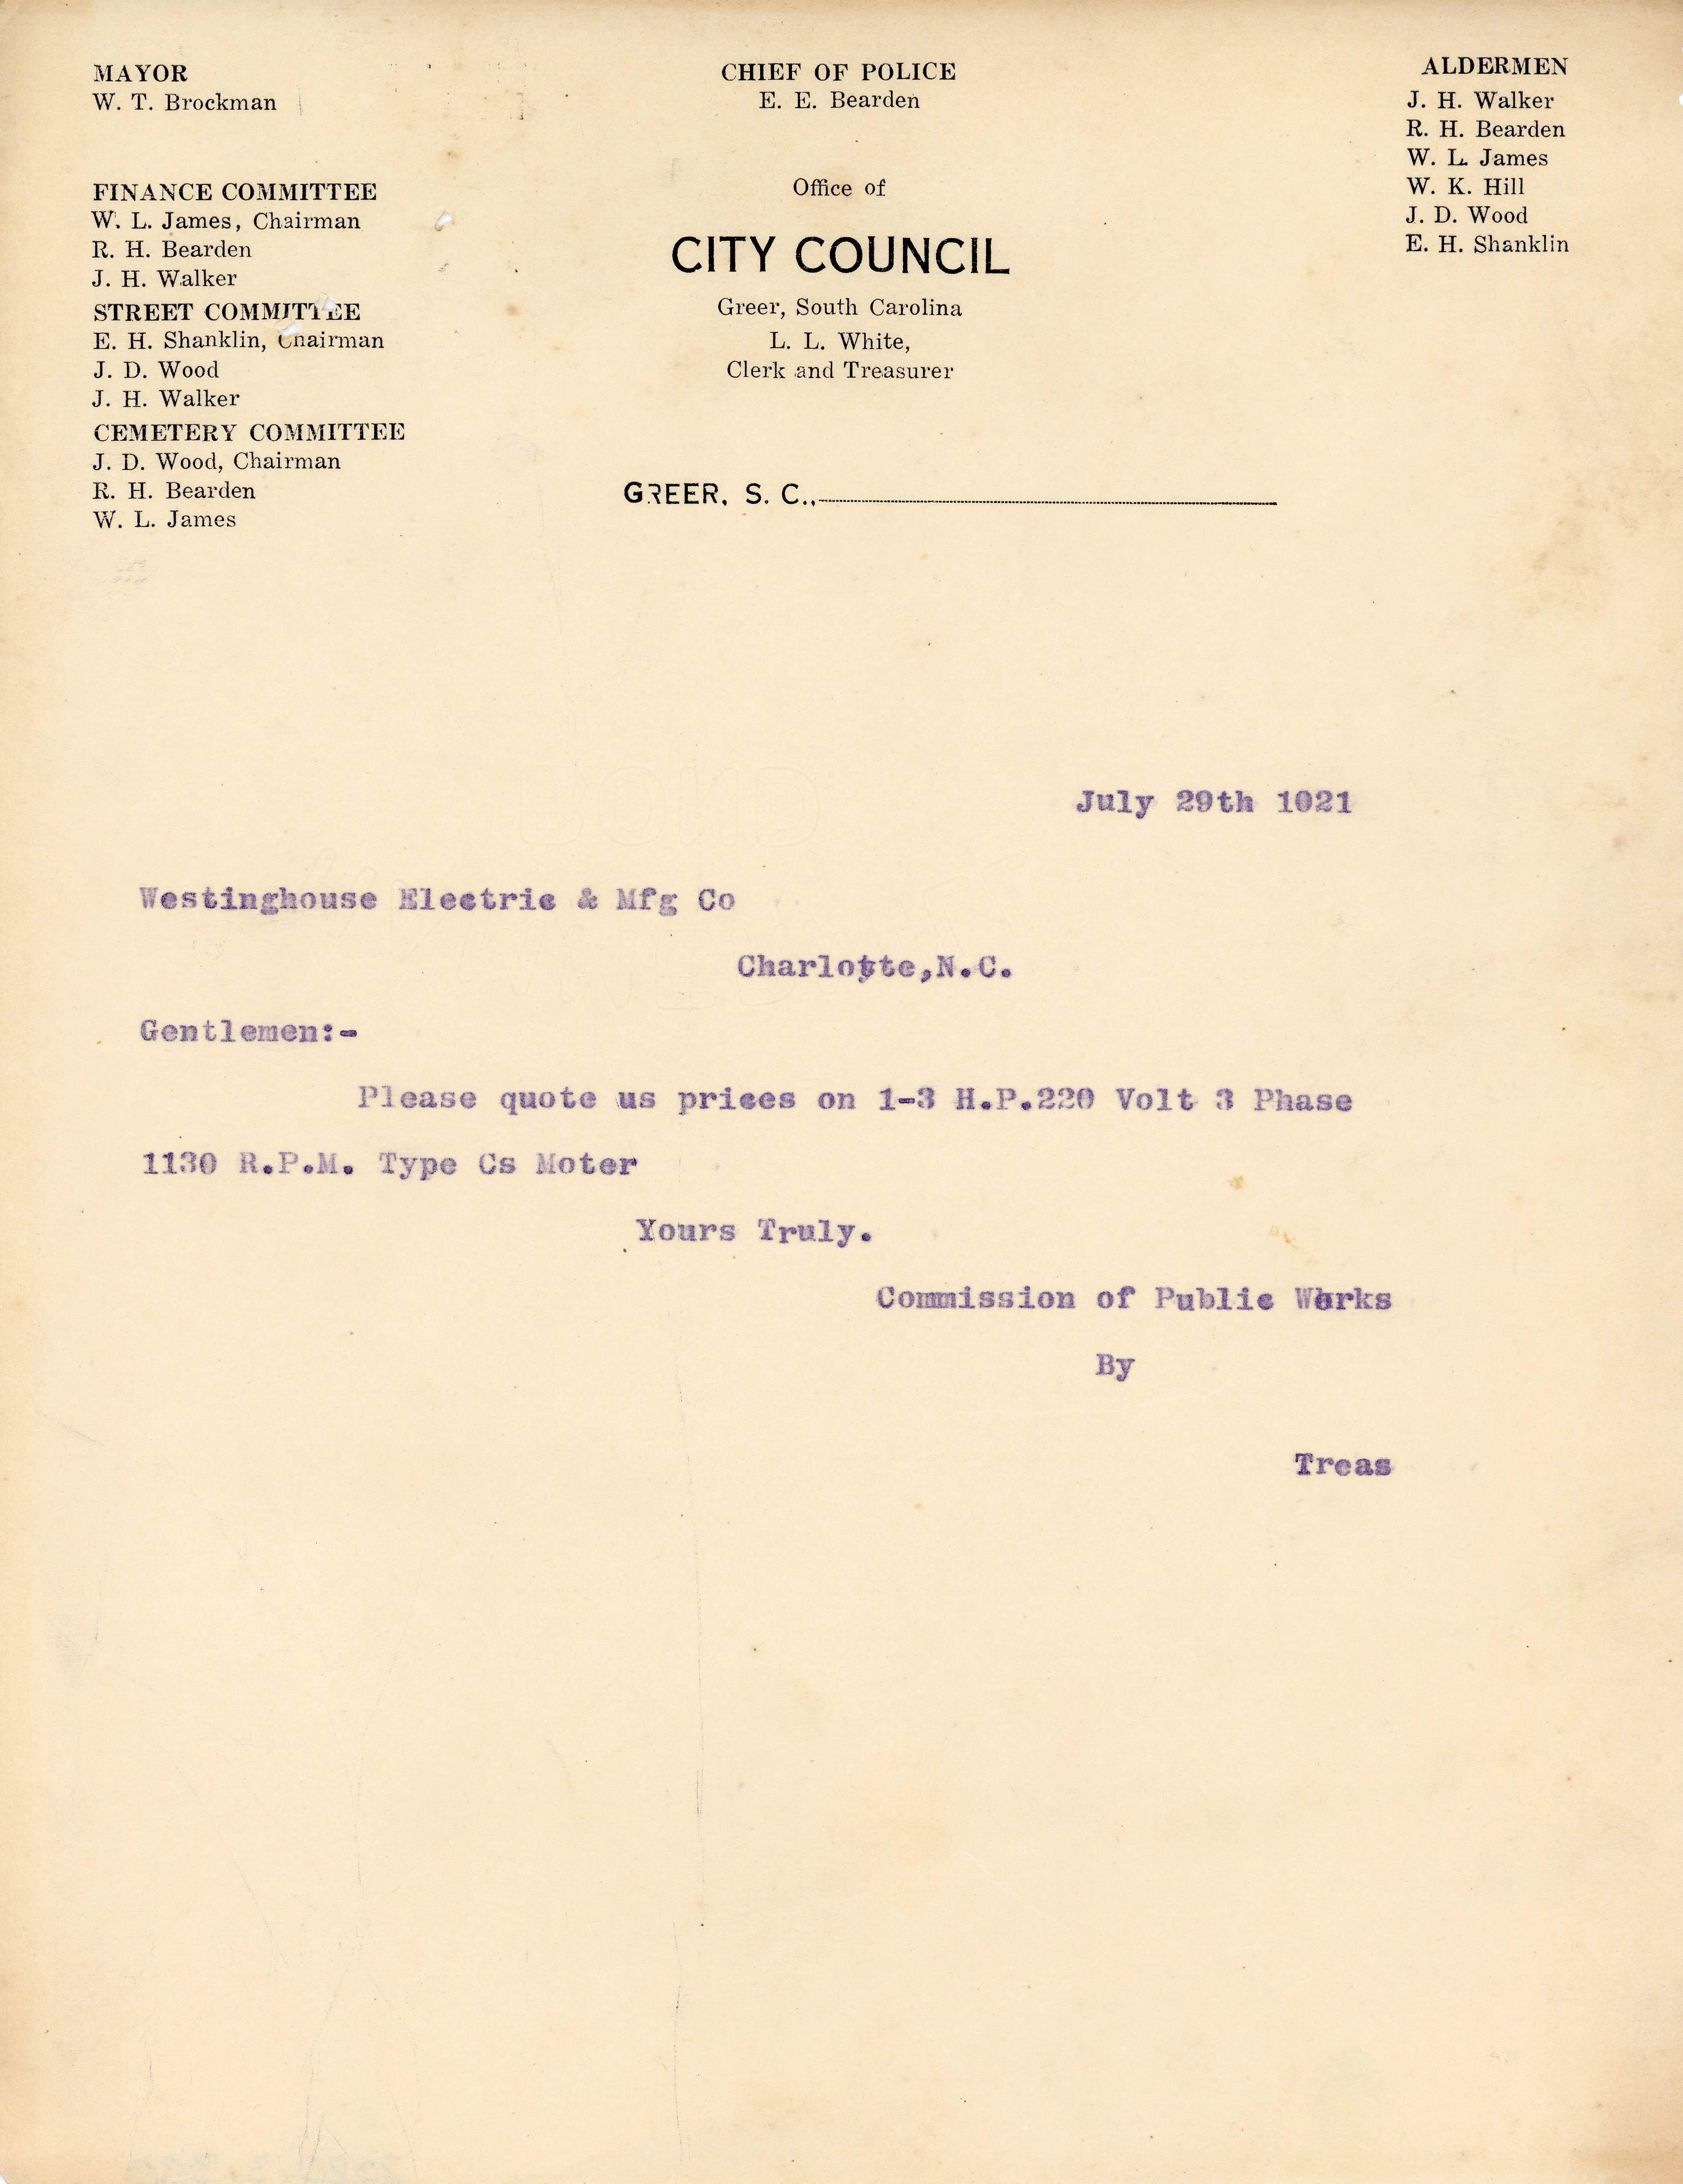 MAYOR
W. T. Brockman
FINANCE COMMITTEE
W. L. James, Chairman
R. H. Bearden
J. H. Walker
STREET COMMITTEE
E. H. Shanklin, Chairman
J. D. Wood
J. H. Walker
CEMETERY COMMITTEE
J. D. Wood, Chairman
R. H. Bearden
W. L. James
CHIEF OF POLICE
E. E. Bearden
Office of
CITY COUNCIL
Greer, South Carolina
L. L. White,
Clerk and Treasurer
ALDERMEN
J. H. Walker
R. H. Bearden
W. L. James
W. K. Hill
J. D. Wood
E. H. Shanklin
GREER, S. C.,
July 29th 1021
Westinghouse Electric & Mfg Co
Charlotte,N.C.
Gentlemen:-
Please quote us prices on 1-3 H.P.220 Volt 3 Phase
1130 R.P.M. Type Cs Moter
Yours Truly.
Commission of Public Works
By
Treas